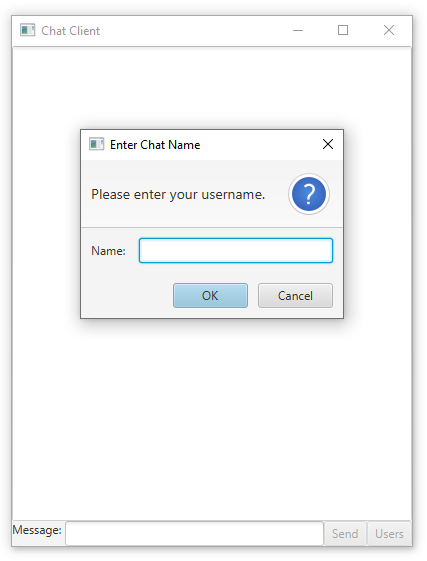 Chat Client
Enter Chat Name
Please enter your username.
?
Name:
OK Cancel
Message: Send Users